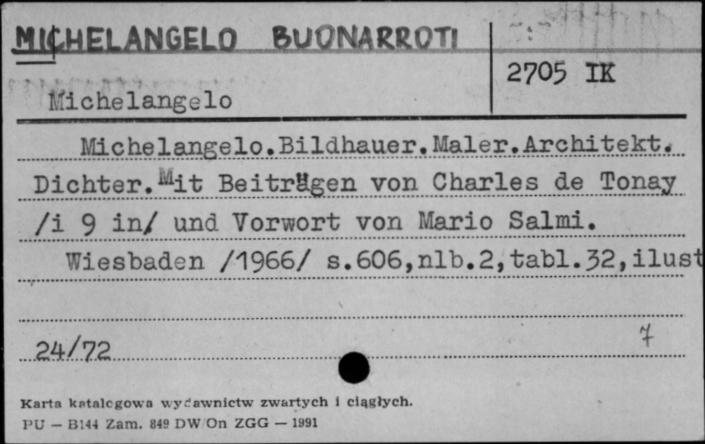 MICHELANGELO BUONARROTI
2705 IK
Michelangelo
Michelangelo.Bildhauer.Maler.Architekt.
Dichter.Mit Beiträgen von Charles de Tonay
/i 9 in/ und Vorwort von Mario Salmi.
Wiesbaden /1966/ s.606,nlb.2,tabl.32,ilust
24/72
7
Karta katalogowa wydawnictw zwartych i ciągłych.
PU — B144 Zam. 849 DW/On ZGG — 1991